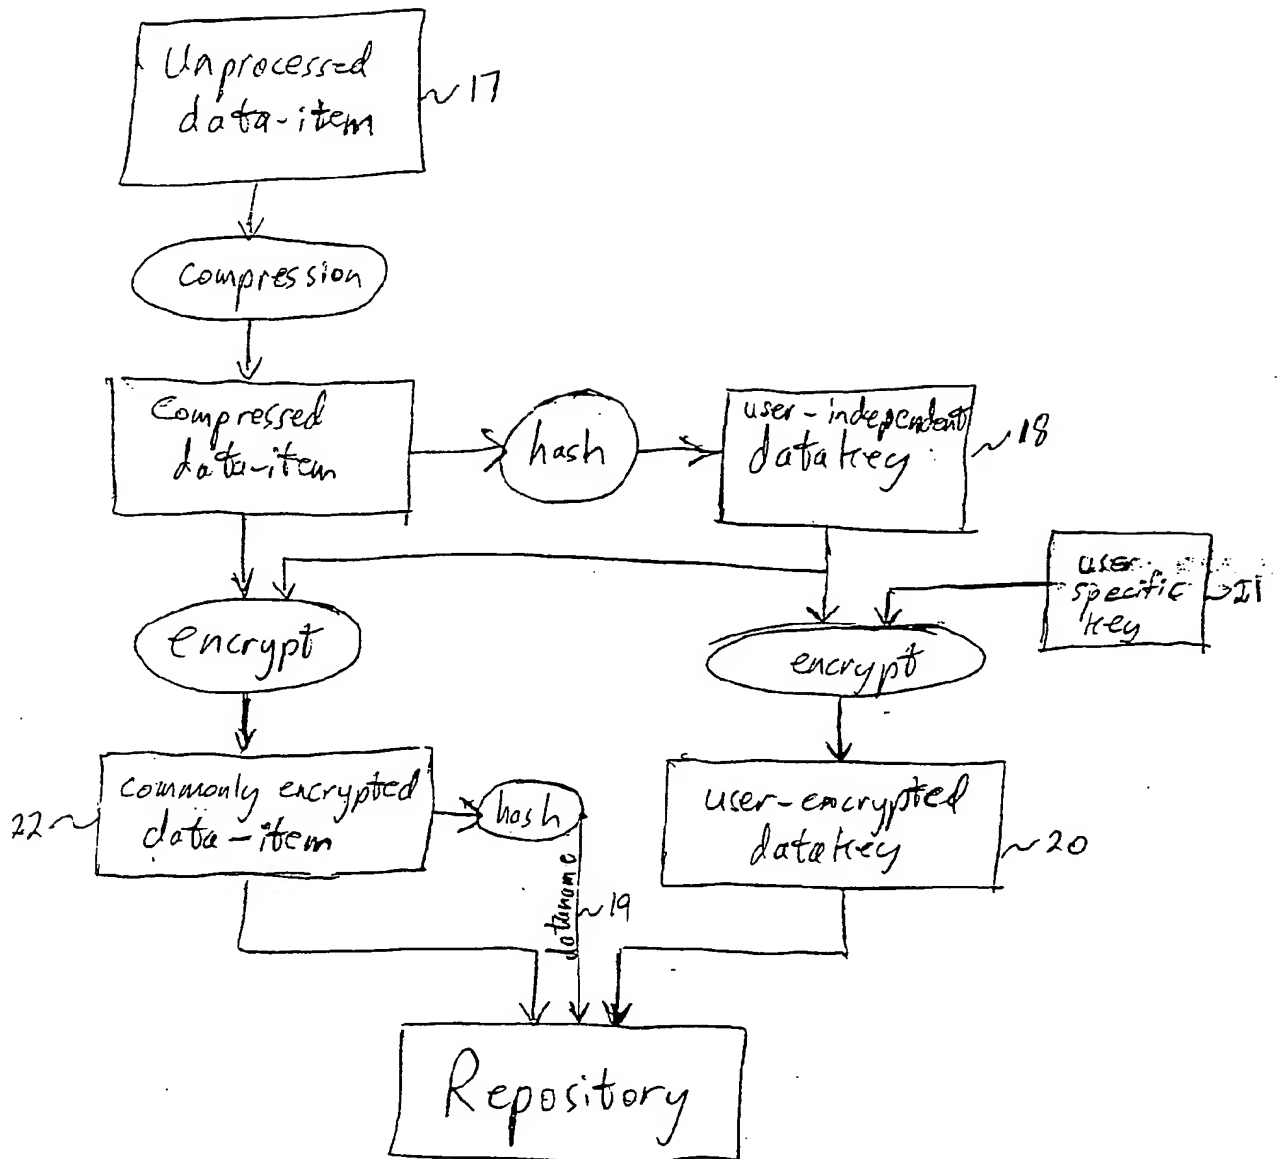 Unprocessed
data-item
17
compression
Compressed
data-item
hash
user-independent
datakey
18
user-
specific
key
encrypt
encrypt
commonly encrypted
data-item
22
hash
user-encrypted
datakey
20
dataname
19
Repository